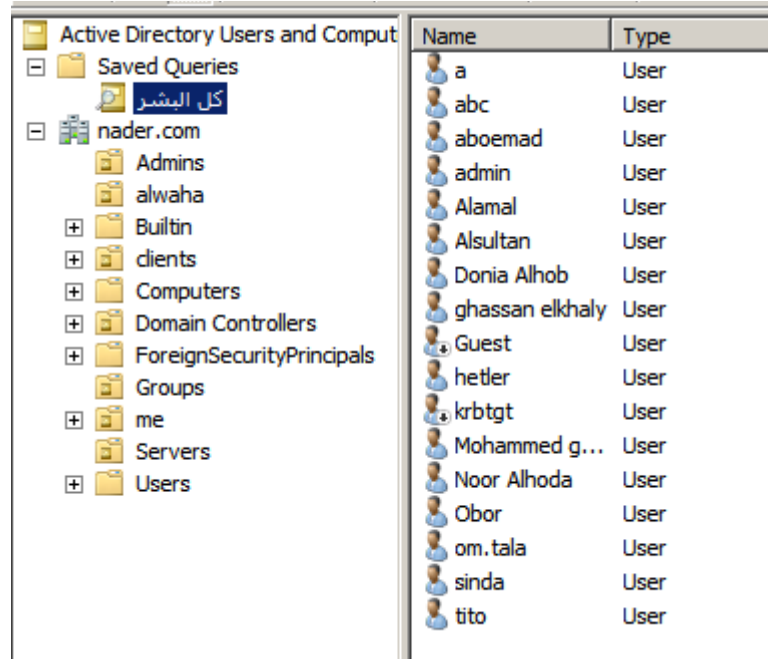 Active Directory Users and Comput
Saved Queries
كل البشر
nader.com
Admins
alwaha
Builtin
clients
Computers
Domain Controllers
ForeignSecurityPrincipals
Groups
me
Servers
Users
Name Type
a User
abc User
aboemad User
admin User
Alamal User
Alsultan User
Donia Alhob User
ghassan elkhaly User
Guest User
hetler User
krbtgt User
Mohammed g... User
Noor Alhoda User
Obor User
om.tala User
sinda User
tito User